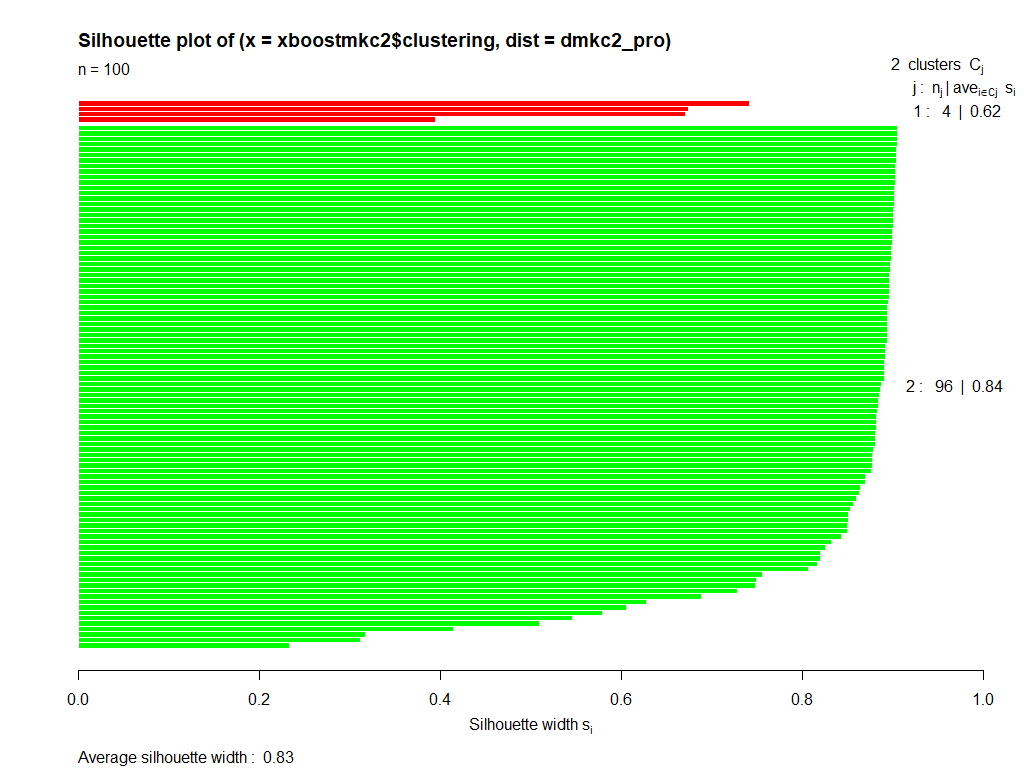 Silhouette plot of (x = xboostmkc2$clustering, dist = dmkc2_pro)
n = 100
2 clusters Cj
j : nj | avei∈Cj si
1 : 4 | 0.62
2 : 96 | 0.84
0.0 0.2 0.4 0.6 0.8 1.0
Silhouette width si
Average silhouette width : 0.83